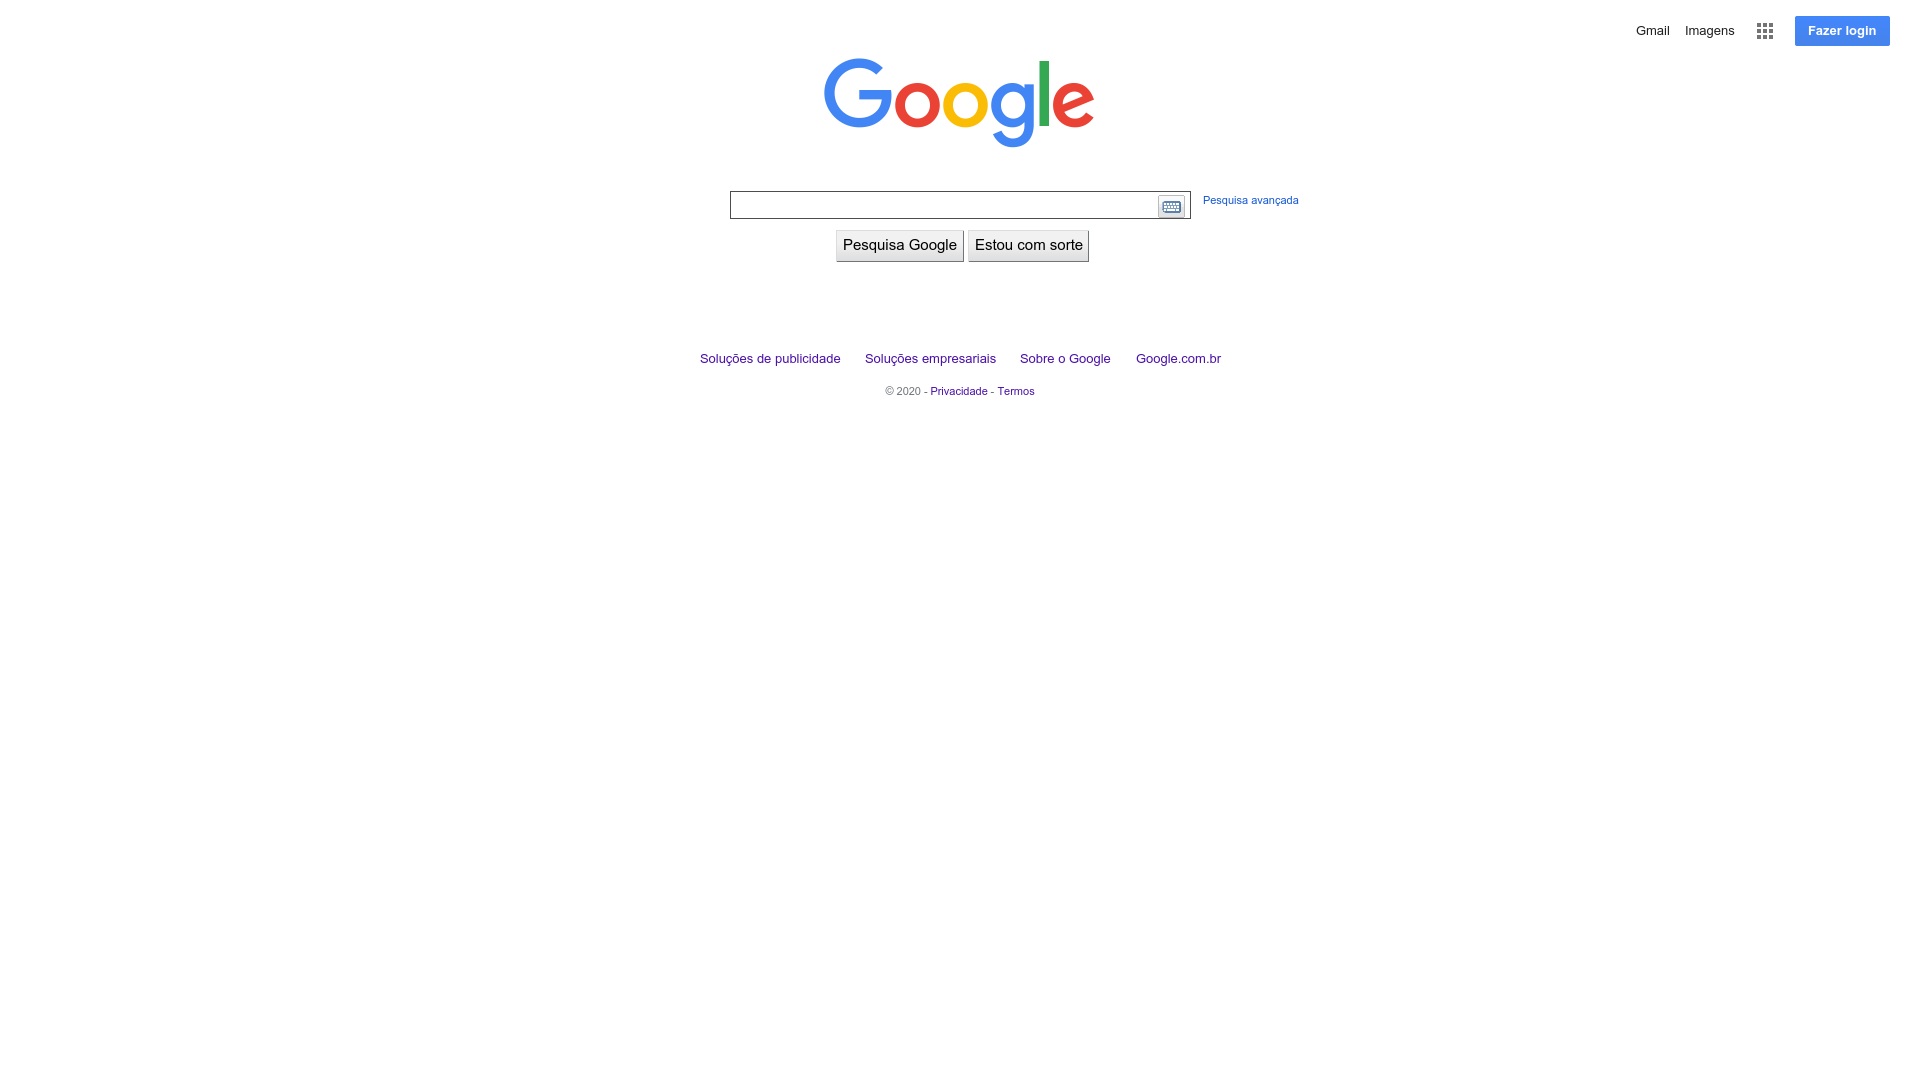 Gmail Imagens Fazer login
Google
Pesquisa avançada
Pesquisa Google Estou com sorte
Soluções de publicidade Soluções empresariais Sobre o Google Google.com.br
© 2020 - Privacidade - Termos